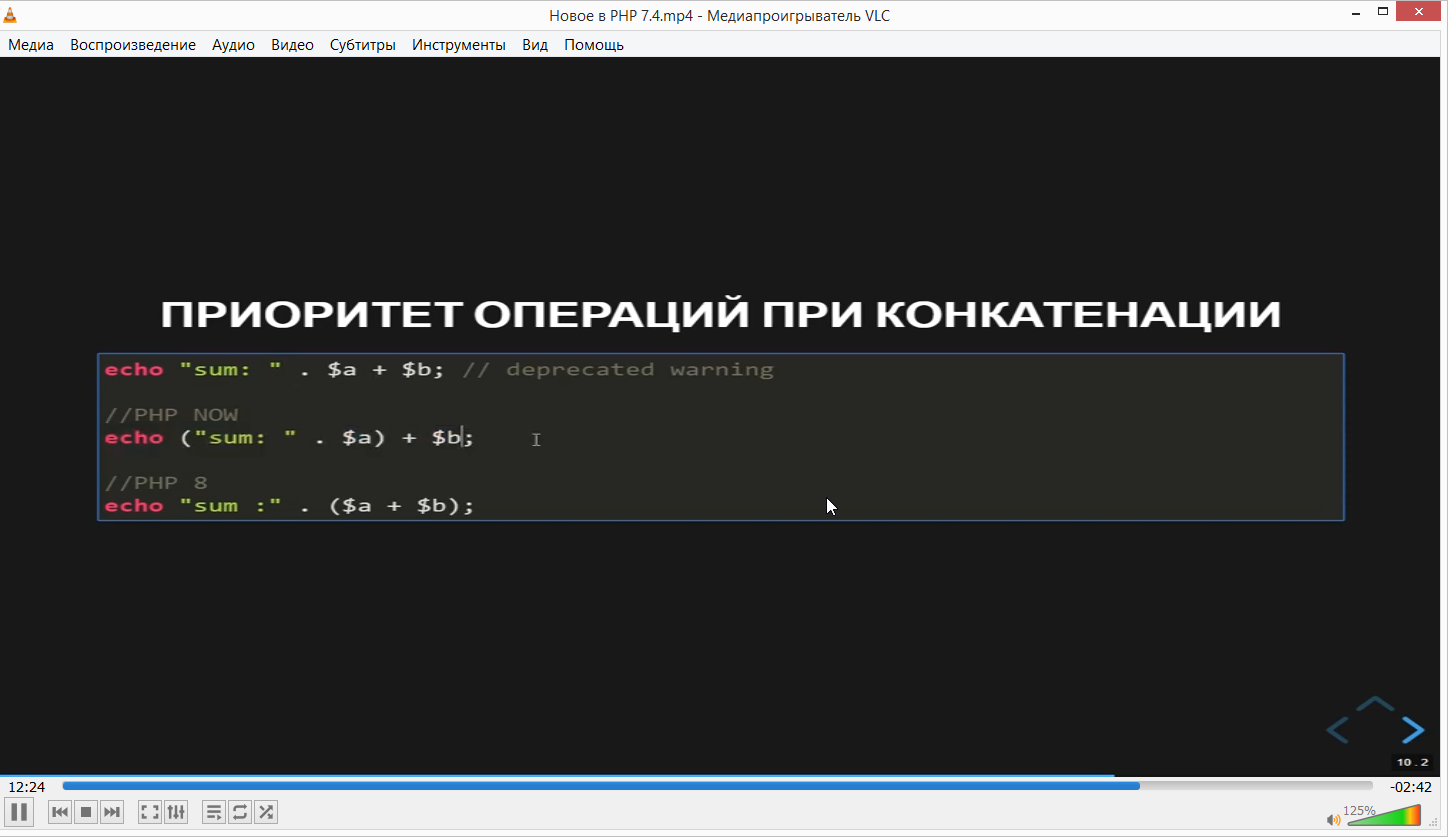 Новое в PHP 7.4.mp4 - Медиапроигрыватель VLC
Медиа Воспроизведение Аудио Видео Субтитры Инструменты Вид Помощь
ПРИОРИТЕТ ОПЕРАЦИЙ ПРИ КОНКАТЕНАЦИИ
echo "sum: " . $a + $b; // deprecated warning
//PHP NOW
echo ("sum: " . $a) + $b;
//PHP 8
echo "sum :" . ($a + $b);
10.2
12:24 -02:42
125%